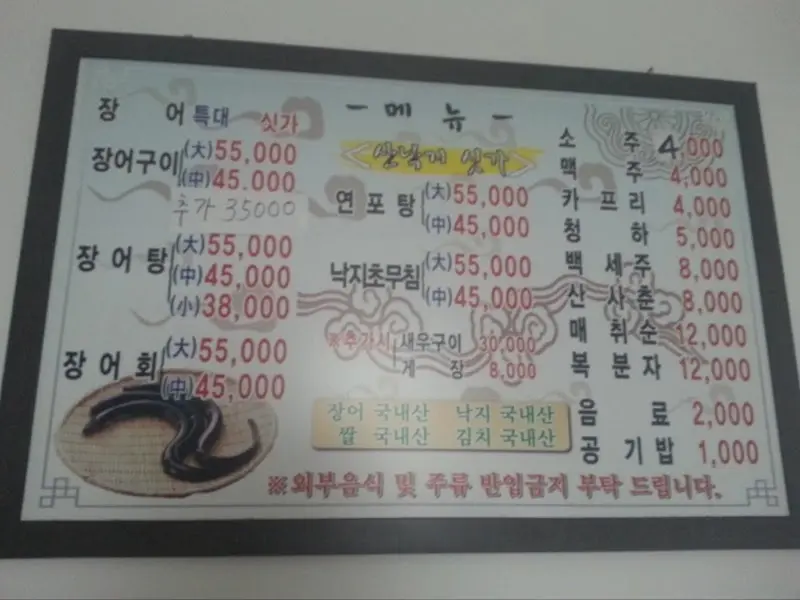 - 메 뉴 -
장 어 특대 싯가
장어구이 (大) 55,000
(中) 45.000
추가 35000
장 어 탕 (大) 55,000
(中) 45,000
(小) 38,000
장 어 회 (大) 55,000
(中) 45,000
<산낙기 싯가>
연 포 탕 (大) 55,000
(中) 45,000
낙지초무침 (大) 55,000
(中) 45,000
※추가시 새우구이 30,000
게 장 8,000
소 주 4,000
맥 주 4,000
카 프 리 4,000
청 하 5,000
백 세 주 8,000
산 사 춘 8,000
매 취 순 12,000
복 분 자 12,000
음 료 2,000
공 기 밥 1,000
장어 국내산 낙지 국내산
쌀 국내산 김치 국내산
※ 외부음식 및 주류 반입금지 부탁 드립니다.